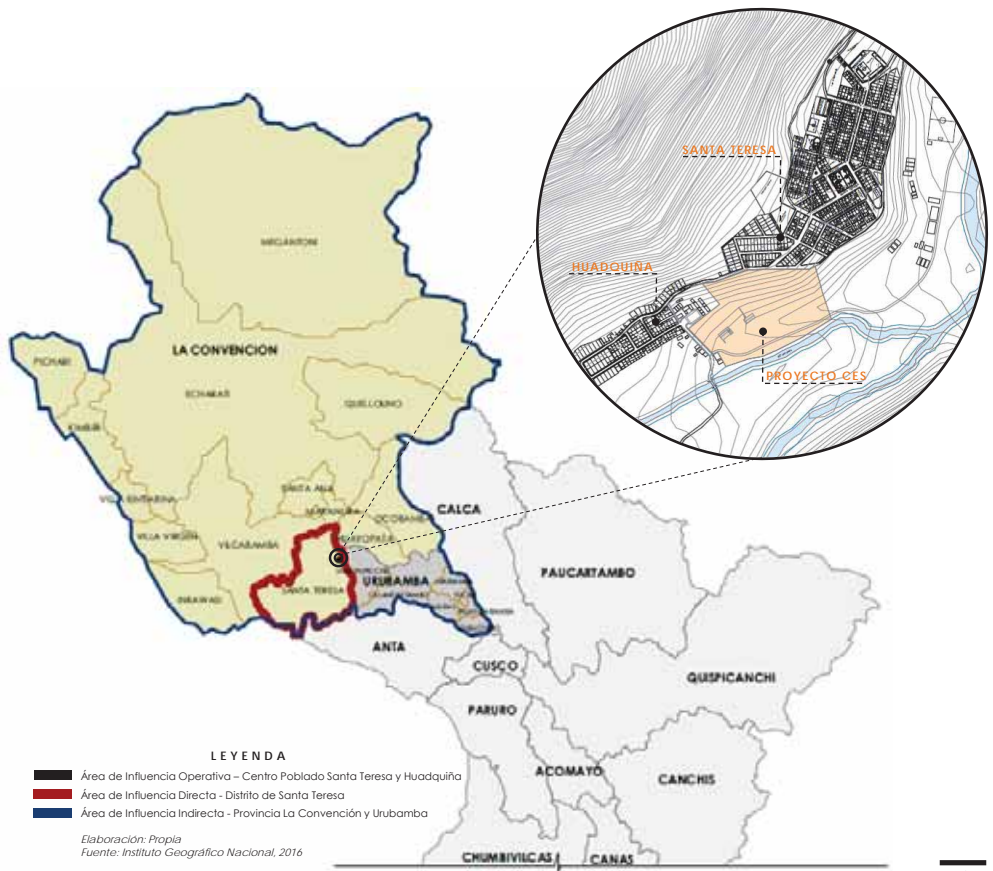 SANTA TERESA
HUADQUIÑA
PROYECTO CES
MEGANTONI
PICHARI
LA CONVENCION
ECHARATI
QUELLOUNO
KIMBIRI
SANTA ANA
VILLA KINTIARINA
MARANURA
OCOBAMBA
CALCA
VILLA VIRGEN
VILCABAMBA
HUAYOPATA
INKAWASI
SANTA TERESA
URUBAMBA
PAUCARTAMBO
ANTA
CUSCO
QUISPICANCHI
PARURO
ACOMAYO
CANCHIS
CHUMBIVILCAS
CANAS
LEYENDA
Área de Influencia Operativa – Centro Poblado Santa Teresa y Huadquiña
Área de Influencia Directa - Distrito de Santa Teresa
Área de Influencia Indirecta - Provincia La Convención y Urubamba
Elaboración: Propia
Fuente: Instituto Geográfico Nacional, 2016